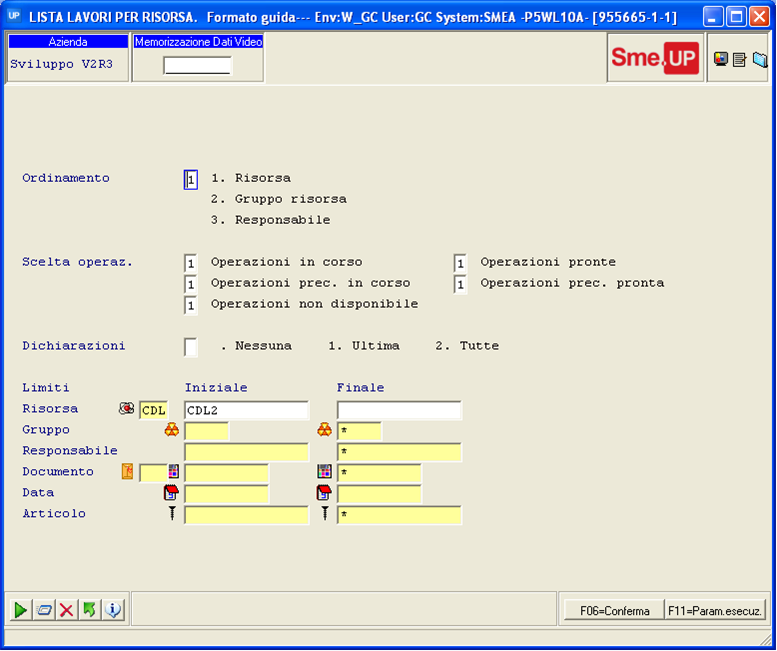 UP LISTA LAVORI PER RISORSA. Formato guida--- Env:W_GC User:GC System:SMEA -P5WL10A- [955665-1-1]
Azienda Memorizzazione Dati Video
Sviluppo V2R3
Sme.UP
Ordinamento 1 1. Risorsa
2. Gruppo risorsa
3. Responsabile
Scelta operaz. 1 Operazioni in corso 1 Operazioni pronte
1 Operazioni prec. in corso 1 Operazioni prec. pronta
1 Operazioni non disponibile
Dichiarazioni . Nessuna 1. Ultima 2. Tutte
Limiti Iniziale Finale
Risorsa CDL CDL2
Gruppo *
Responsabile *
Documento *
Data
Articolo *
F06=Conferma F11=Param.esecuz.